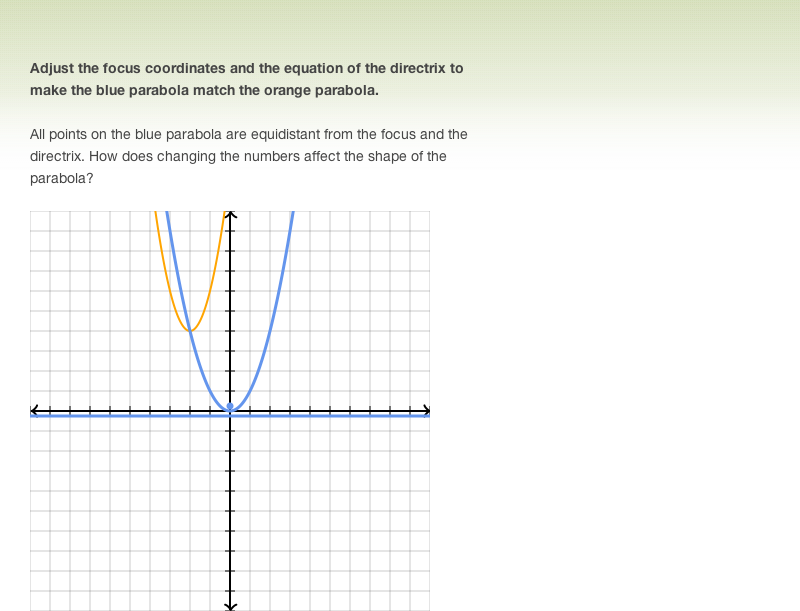 Adjust the focus coordinates and the equation of the directrix to
make the blue parabola match the orange parabola.
All points on the blue parabola are equidistant from the focus and the
directrix. How does changing the numbers affect the shape of the
parabola?